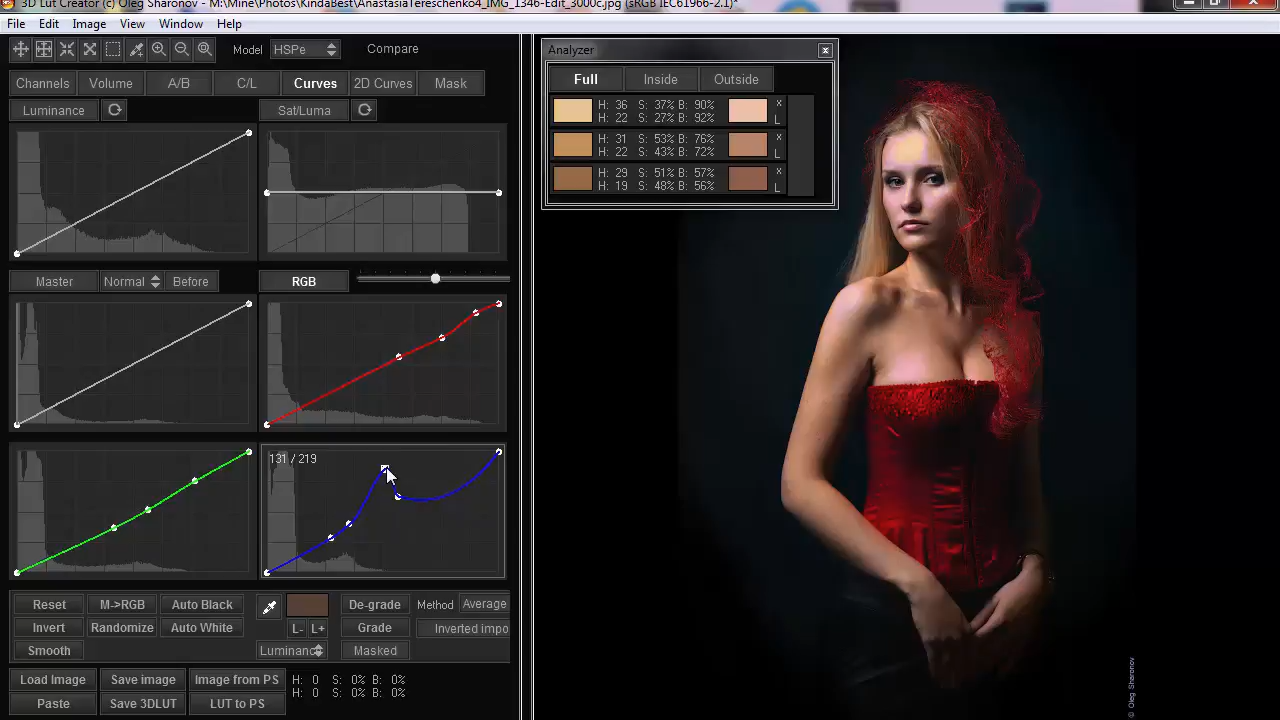 3D Lut Creator (c) Oleg Sharonov - M:\Mine\Photos\KindaBest\AnastasiaTereschenko4_IMG_1346-Edit_3000c.jpg (sRGB IEC61966-2.1)*
File Edit Image View Window Help
Model HSPe Compare
Channels Volume A/B C/L Curves 2D Curves Mask
Luminance Sat/Luma
Master Normal Before RGB
131 / 219
Reset M->RGB Auto Black De-grade Method Average
Invert Randomize Auto White L- L+ Grade Inverted impo
Smooth Luminanc Masked
Load Image Save image Image from PS H: 0 S: 0% B: 0%
Paste Save 3DLUT LUT to PS H: 0 S: 0% B: 0%
Analyzer
Full Inside Outside
H: 36 S: 37% B: 90% X
H: 22 S: 27% B: 92% L
H: 31 S: 53% B: 76% X
H: 22 S: 43% B: 72% L
H: 29 S: 51% B: 57% X
H: 19 S: 48% B: 56% L
© Oleg Sharonov